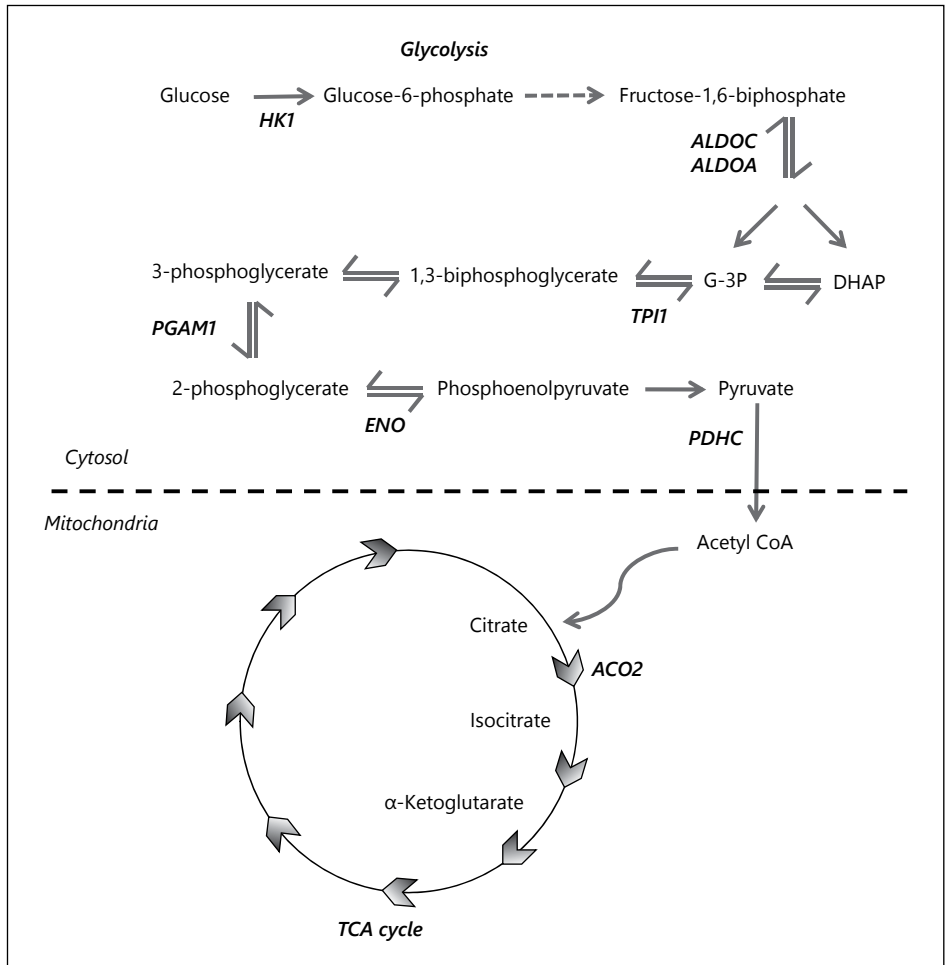 Glycolysis
Glucose
Glucose-6-phosphate
Fructose-1,6-biphosphate
HK1
ALDOC
ALDOA
3-phosphoglycerate
1,3-biphosphoglycerate
G-3P
DHAP
TPI1
PGAM1
2-phosphoglycerate
Phosphoenolpyruvate
Pyruvate
ENO
PDHC
Cytosol
Mitochondria
Acetyl CoA
Citrate
ACO2
Isocitrate
α-Ketoglutarate
TCA cycle